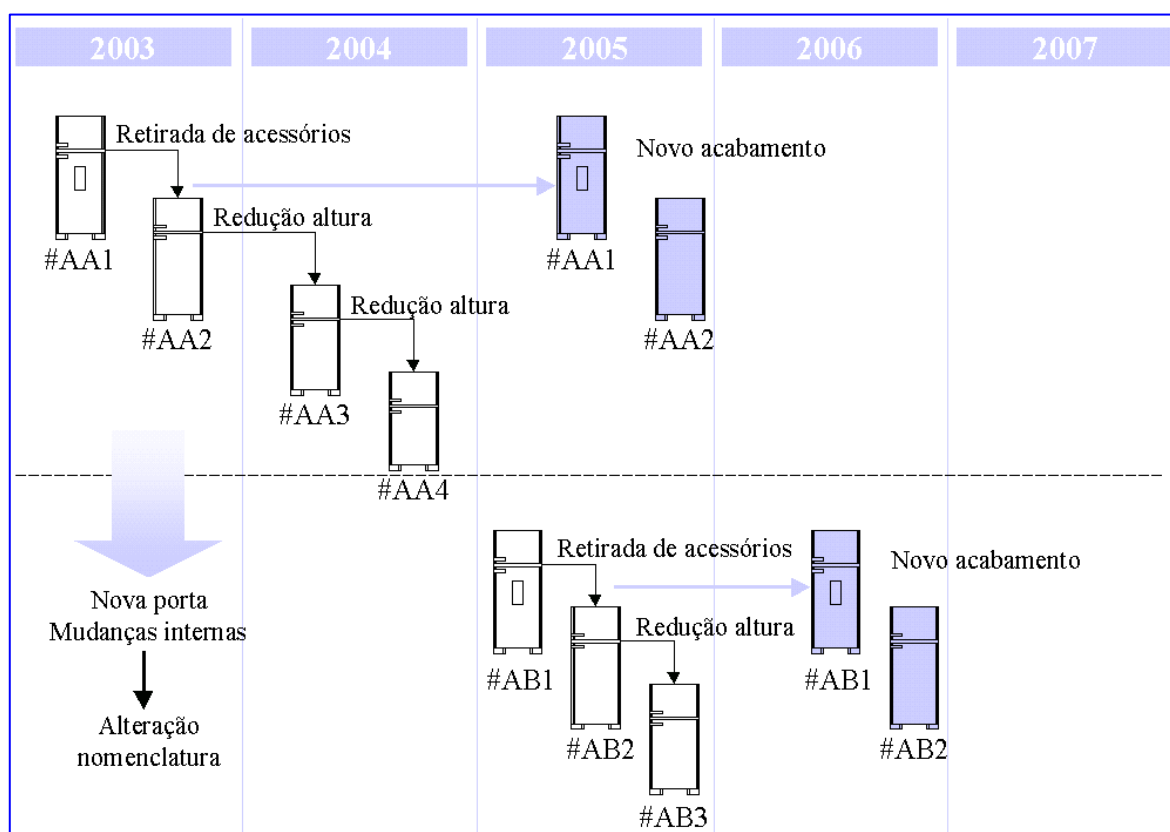 2003
2004
2005
2006
2007
Retirada de acessórios
Novo acabamento
Redução altura
#AA1
#AA1
Redução altura
#AA2
#AA2
#AA3
#AA4
Retirada de acessórios
Novo acabamento
Nova porta
Mudanças internas
Redução altura
#AB1
#AB1
Alteração
nomenclatura
#AB2
#AB2
#AB3